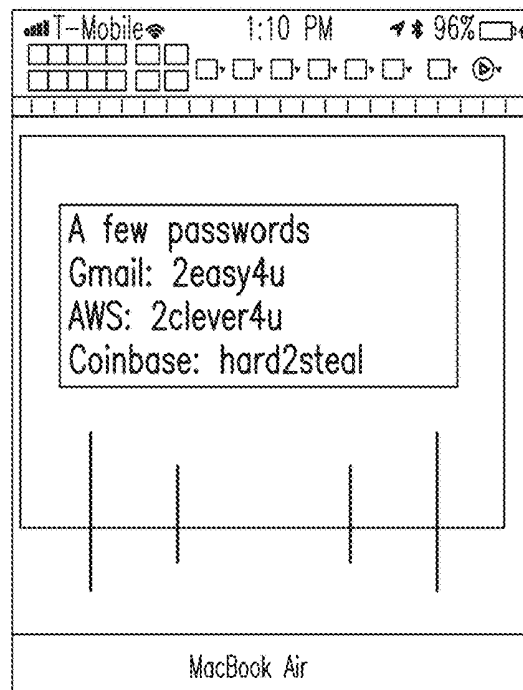 T-Mobile 1:10 PM 96%
A few passwords
Gmail: 2easy4u
AWS: 2clever4u
Coinbase: hard2steal
MacBook Air